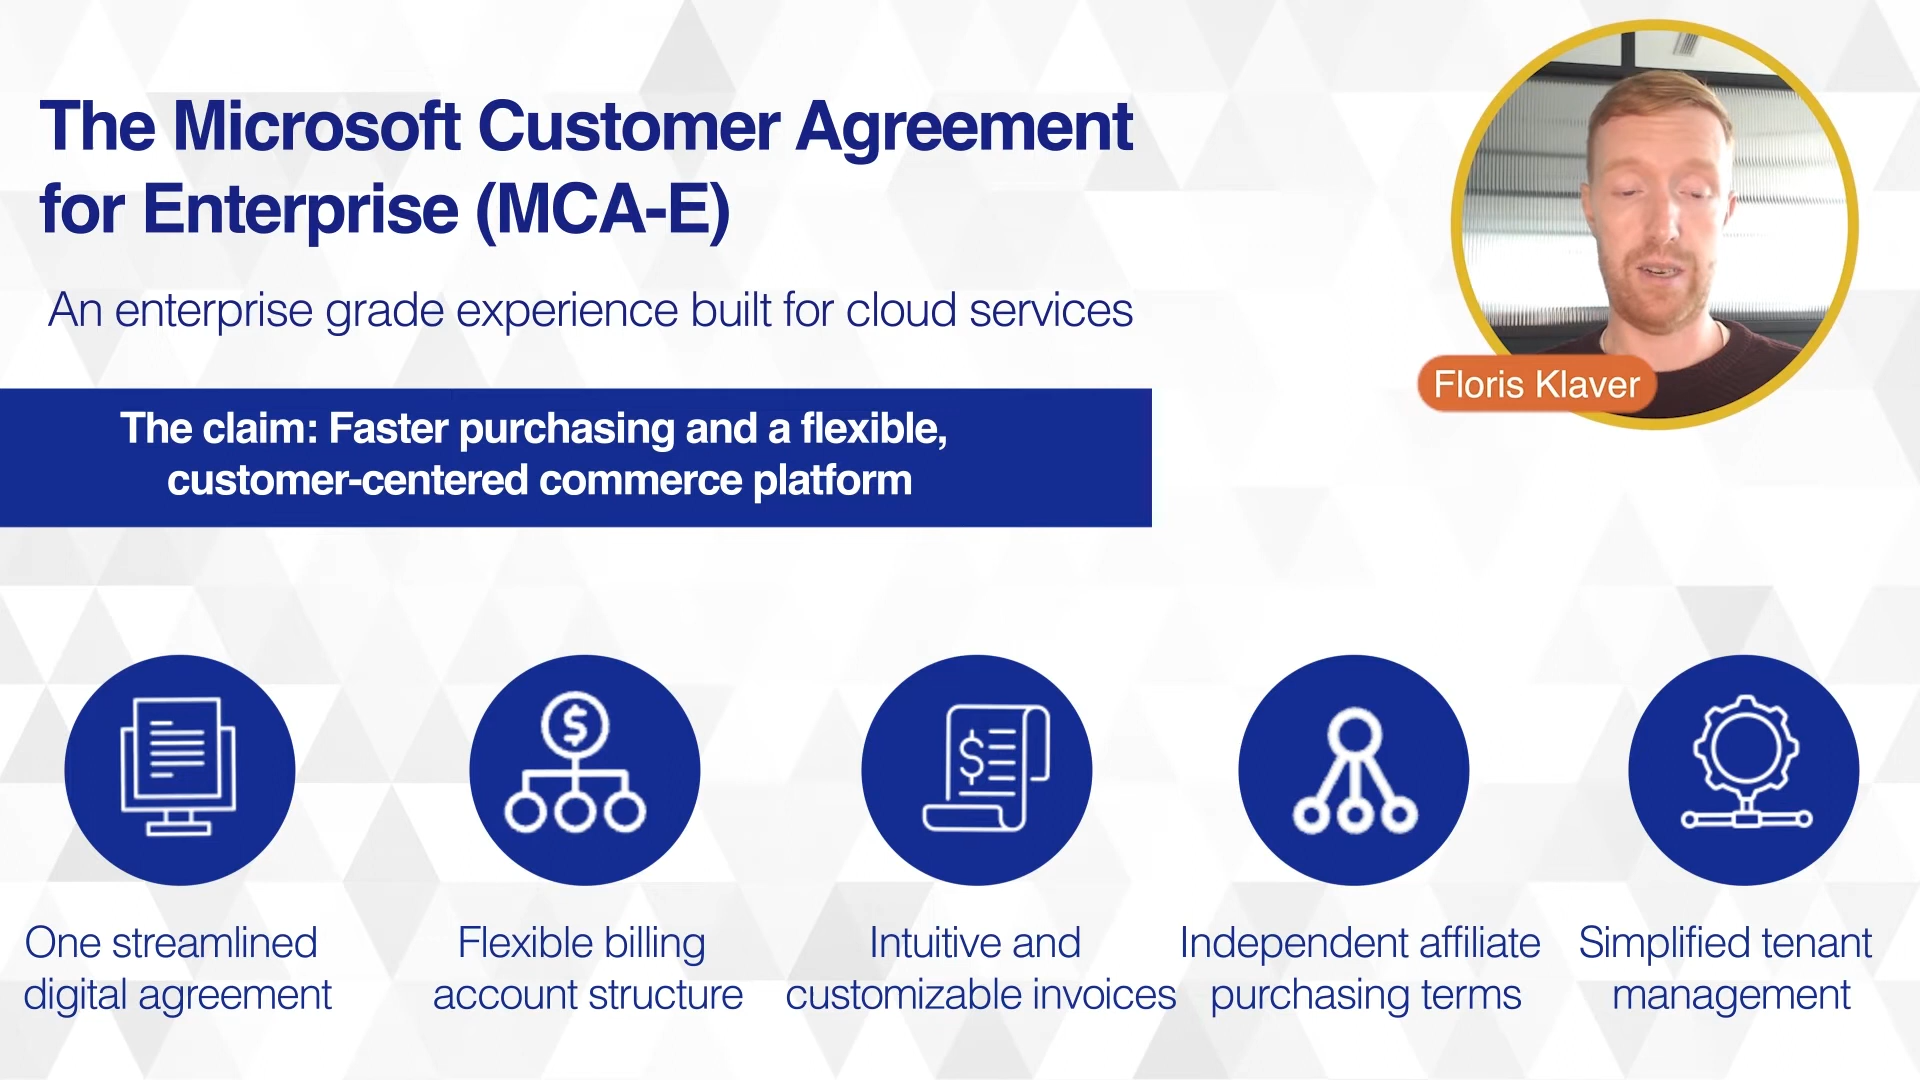 The Microsoft Customer Agreement
for Enterprise (MCA-E)
An enterprise grade experience built for cloud services
The claim: Faster purchasing and a flexible,
customer-centered commerce platform
Floris Klaver
$
$
One streamlined
digital agreement
Flexible billing
account structure
Intuitive and
customizable invoices
Independent affiliate
purchasing terms
Simplified tenant
management